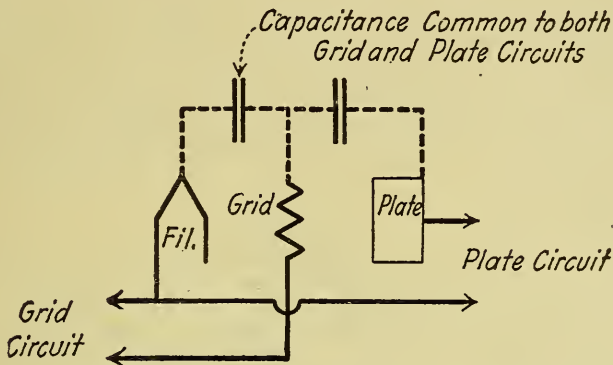 Capacitance Common to both
Grid and Plate Circuits
Grid
Plate
Fil.
Plate Circuit
Grid
Circuit